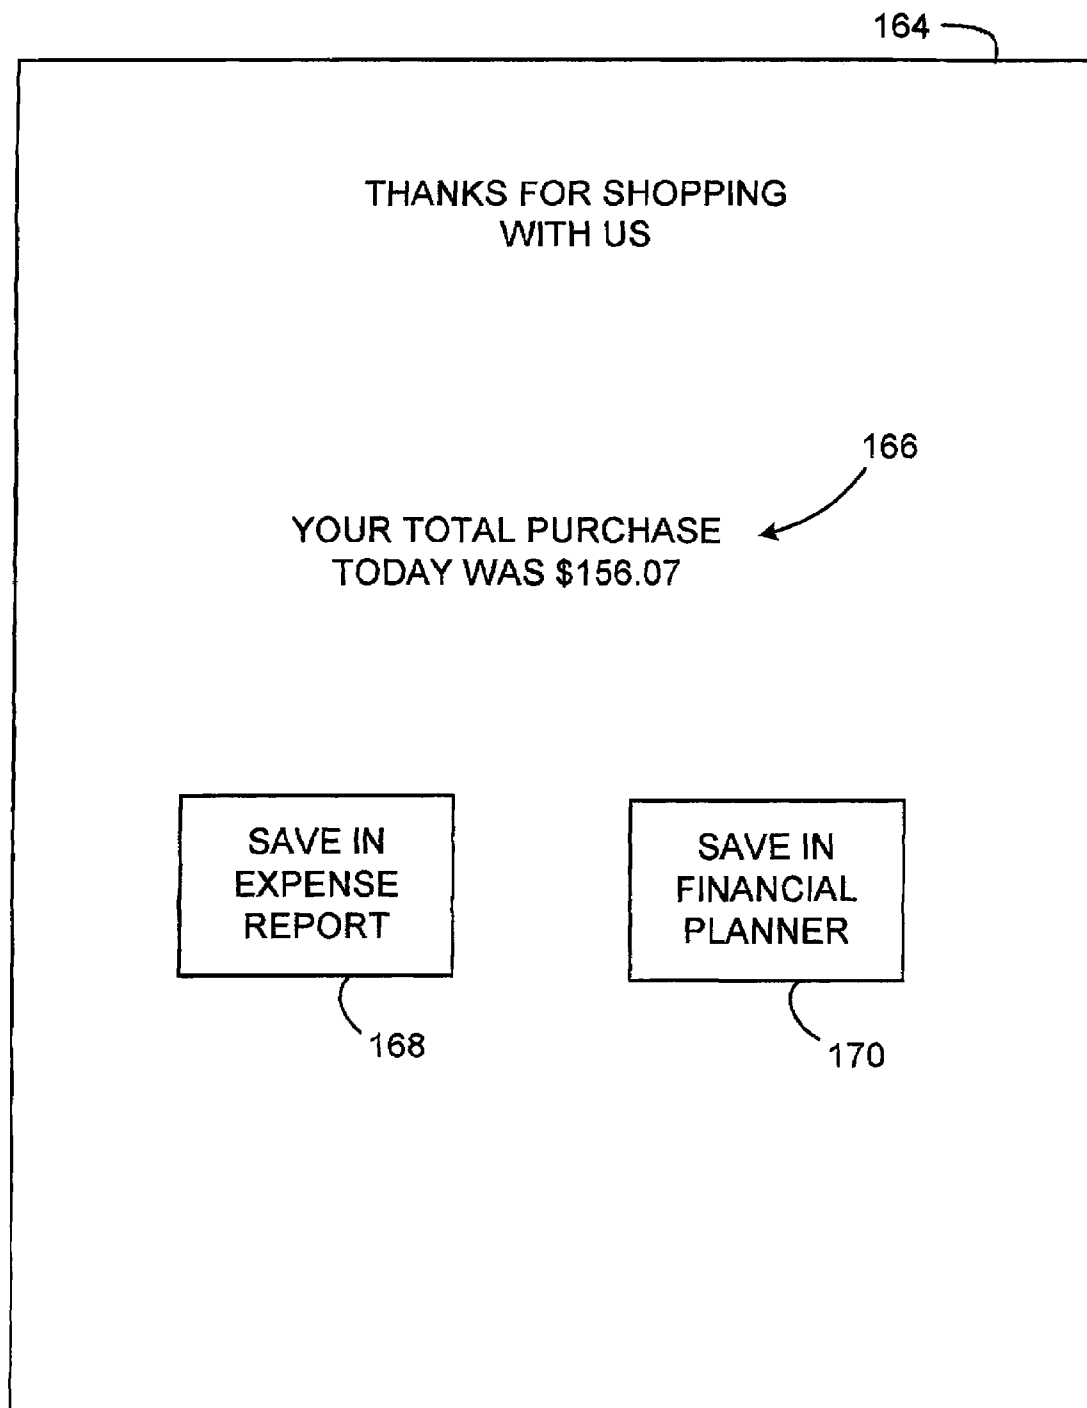 164
THANKS FOR SHOPPING
WITH US
166
YOUR TOTAL PURCHASE
TODAY WAS $156.07
SAVE IN
EXPENSE
REPORT
SAVE IN
FINANCIAL
PLANNER
168
170